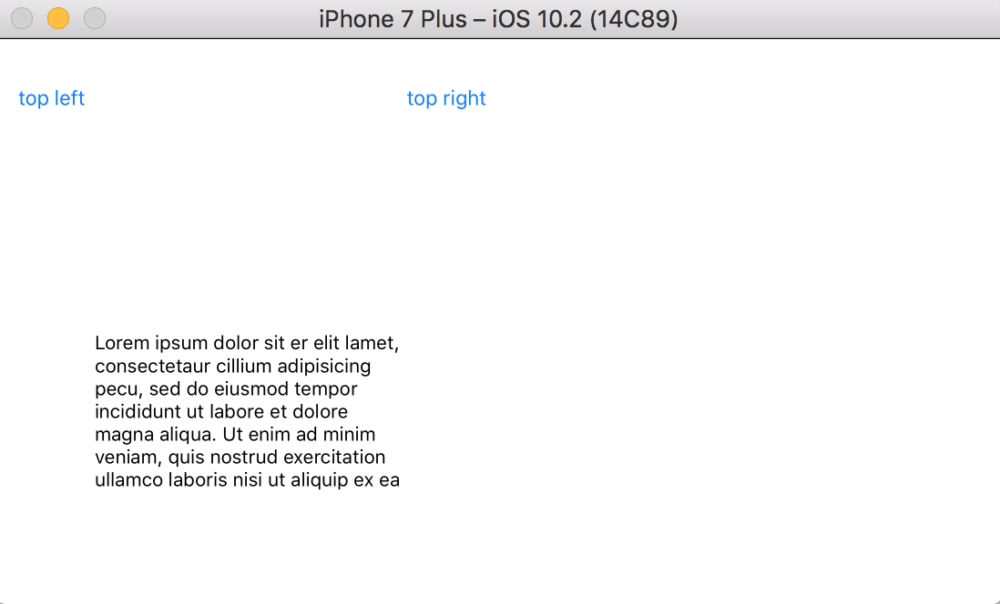 iPhone 7 Plus – iOS 10.2 (14C89)
top left
top right
Lorem ipsum dolor sit er elit lamet,
consectetaur cillium adipisicing
pecu, sed do eiusmod tempor
incididunt ut labore et dolore
magna aliqua. Ut enim ad minim
veniam, quis nostrud exercitation
ullamco laboris nisi ut aliquip ex ea